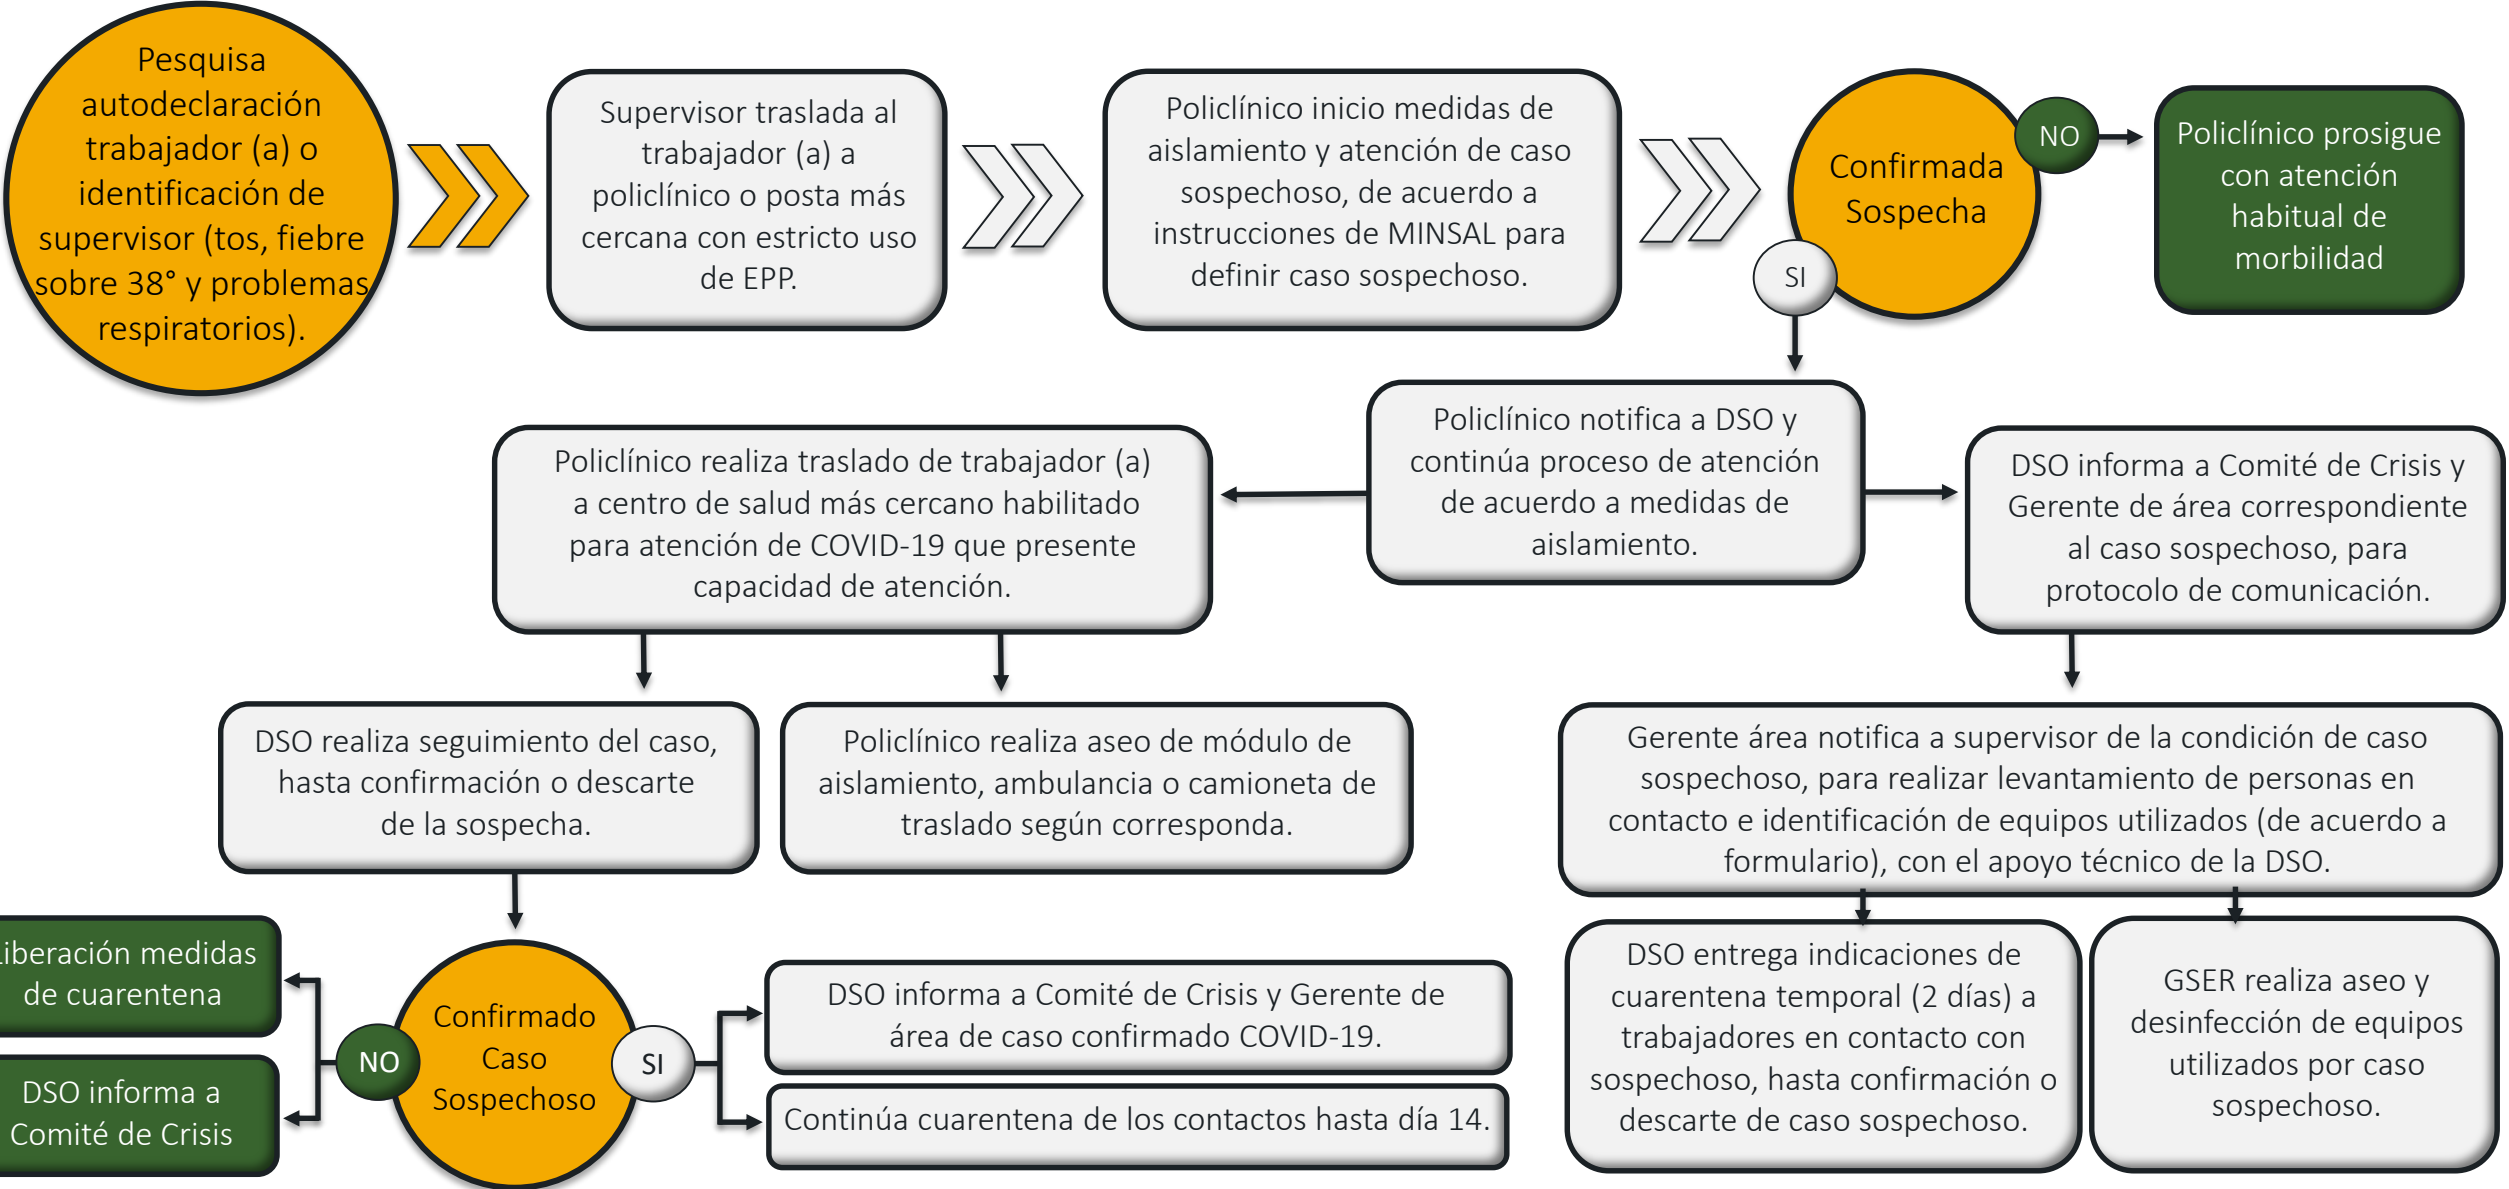 Pesquisa
autodeclaración
trabajador (a) o
identificación de
supervisor (tos, fiebre
sobre 38° y problemas
respiratorios).
Supervisor traslada al
trabajador (a) a
policlínico o posta más
cercana con estricto uso
de EPP.
Policlínico inicio medidas de
aislamiento y atención de caso
sospechoso, de acuerdo a
instrucciones de MINSAL para
definir caso sospechoso.
Confirmada
Sospecha
NO
Policlínico prosigue
con atención
habitual de
morbilidad
SI
Policlínico notifica a DSO y
continúa proceso de atención
de acuerdo a medidas de
aislamiento.
Policlínico realiza traslado de trabajador (a)
a centro de salud más cercano habilitado
para atención de COVID-19 que presente
capacidad de atención.
DSO informa a Comité de Crisis y
Gerente de área correspondiente
al caso sospechoso, para
protocolo de comunicación.
DSO realiza seguimiento del caso,
hasta confirmación o descarte
de la sospecha.
Policlínico realiza aseo de módulo de
aislamiento, ambulancia o camioneta de
traslado según corresponda.
Gerente área notifica a supervisor de la condición de caso
sospechoso, para realizar levantamiento de personas en
contacto e identificación de equipos utilizados (de acuerdo a
formulario), con el apoyo técnico de la DSO.
Liberación medidas
de cuarentena
DSO informa a
Comité de Crisis
NO
Confirmado
Caso
Sospechoso
SI
DSO informa a Comité de Crisis y Gerente de
área de caso confirmado COVID-19.
Continúa cuarentena de los contactos hasta día 14.
DSO entrega indicaciones de
cuarentena temporal (2 días) a
trabajadores en contacto con
sospechoso, hasta confirmación o
descarte de caso sospechoso.
GSER realiza aseo y
desinfección de equipos
utilizados por caso
sospechoso.